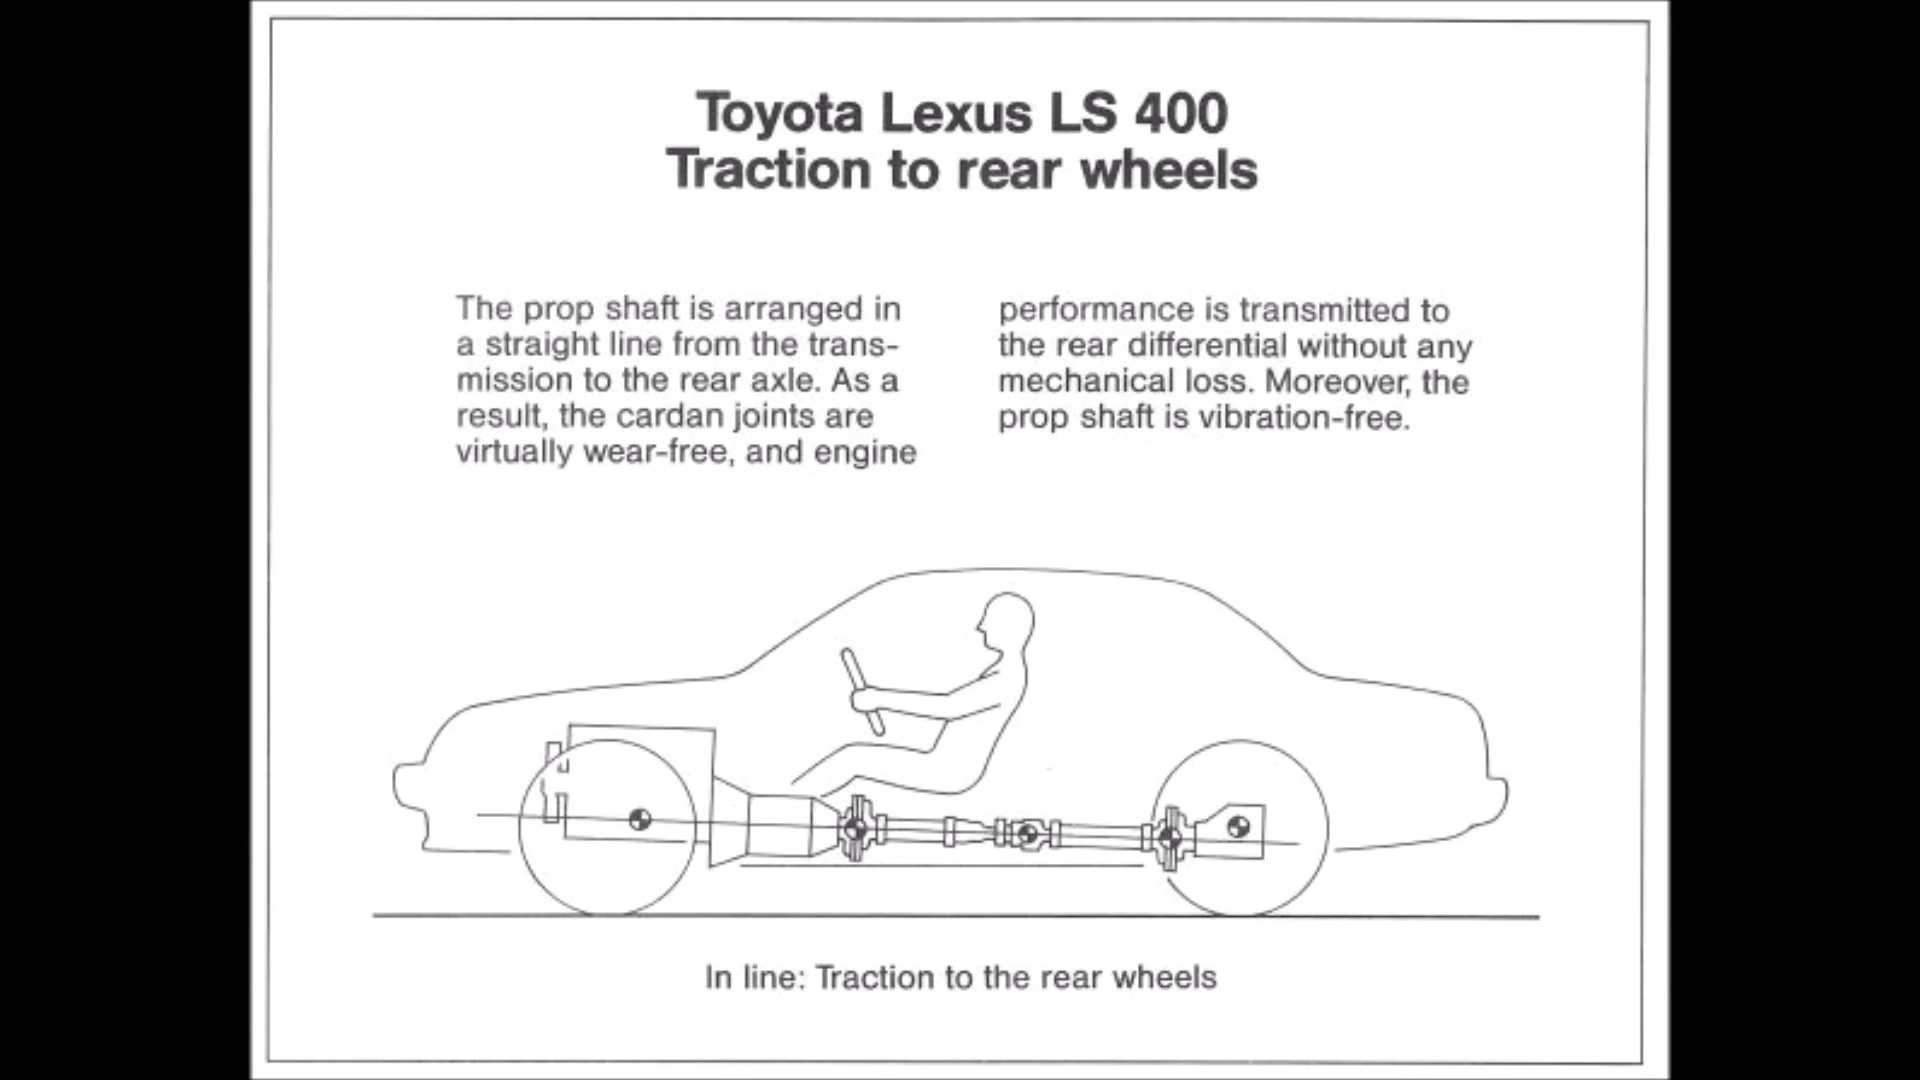 Toyota Lexus LS 400
Traction to rear wheels
The prop shaft is arranged in
a straight line from the trans-
mission to the rear axle. As a
result, the cardan joints are
virtually wear-free, and engine
performance is transmitted to
the rear differential without any
mechanical loss. Moreover, the
prop shaft is vibration-free.
In line: Traction to the rear wheels